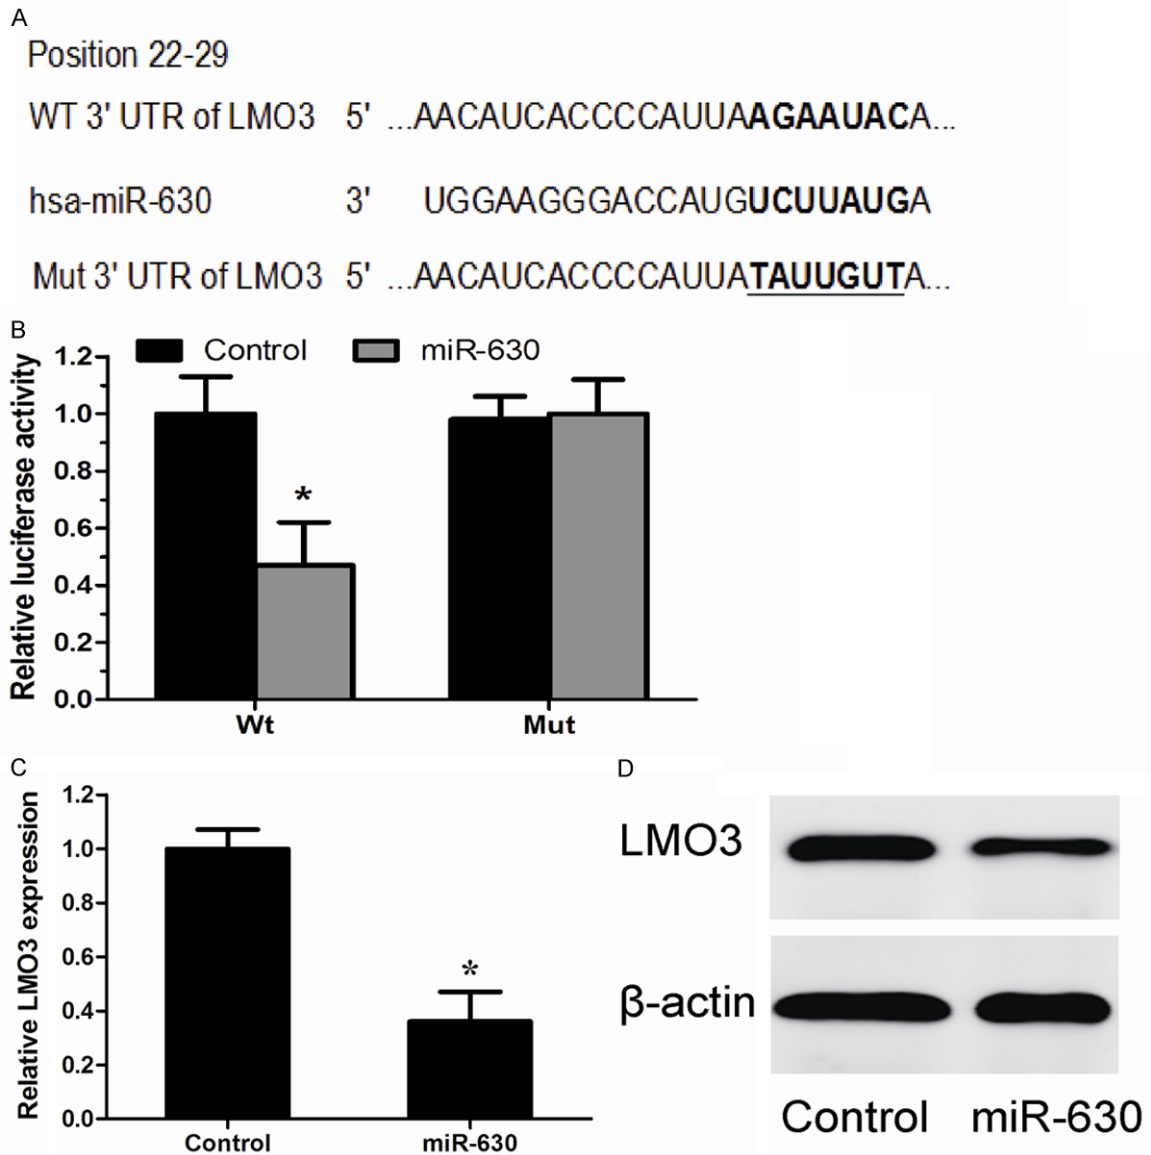 A
Position 22-29
WT 3' UTR of LMO3 5' ...AACAUCACCCCAUUAAGAAUACA...
hsa-miR-630 3' UGGAAGGGACCAUGUCUUAUGA
Mut 3' UTR of LMO3 5' ...AACAUCACCCCAUUATAUUGUTA...
B
Control miR-630
Relative luciferase activity
1.2
1.0
0.8
0.6
0.4
0.2
0.0
*
Wt Mut
C
Relative LMO3 expression
1.2
1.0
0.8
0.6
0.4
0.2
0.0
*
Control miR-630
D
LMO3
β-actin
Control miR-630